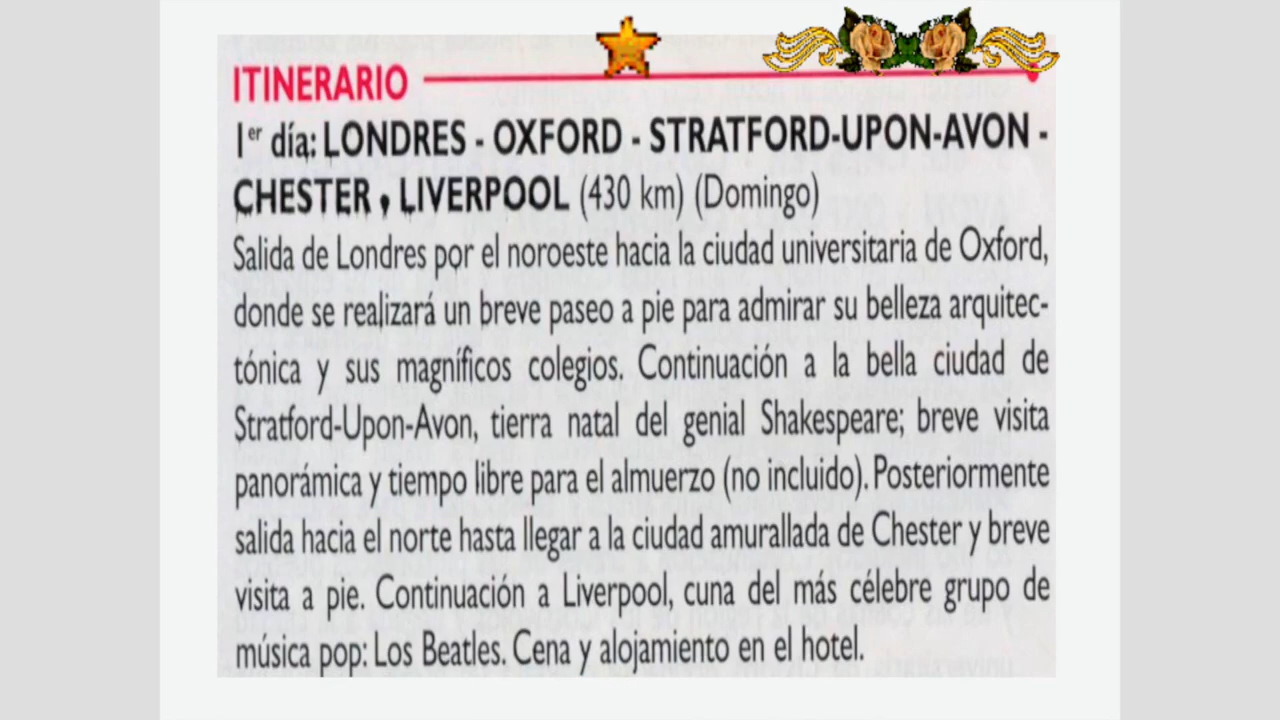 ITINERARIO
1er día: LONDRES - OXFORD - STRATFORD-UPON-AVON -
CHESTER , LIVERPOOL (430 km) (Domingo)
Salida de Londres por el noroeste hacia la ciudad universitaria de Oxford,
donde se realizará un breve paseo a pie para admirar su belleza arquitec-
tónica y sus magníficos colegios. Continuación a la bella ciudad de
Stratford-Upon-Avon, tierra natal del genial Shakespeare; breve visita
panorámica y tiempo libre para el almuerzo (no incluido). Posteriormente
salida hacia el norte hasta llegar a la ciudad amurallada de Chester y breve
visita a pie. Continuación a Liverpool, cuna del más célebre grupo de
música pop: Los Beatles. Cena y alojamiento en el hotel.